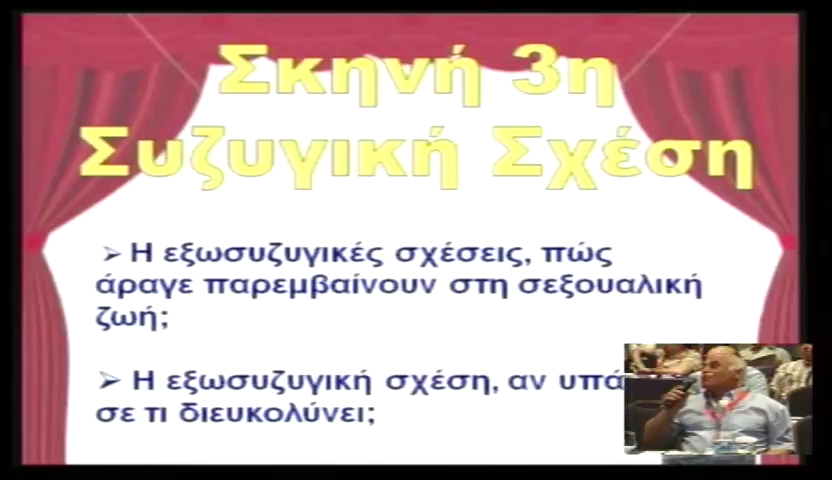 Σκηνή 3η
Συζυγική Σχέση
➢ Η εξωσυζυγικές σχέσεις, πώς
άραγε παρεμβαίνουν στη σεξουαλική
ζωή;
➢ Η εξωσυζυγική σχέση, αν
σε τι διευκολύνει;